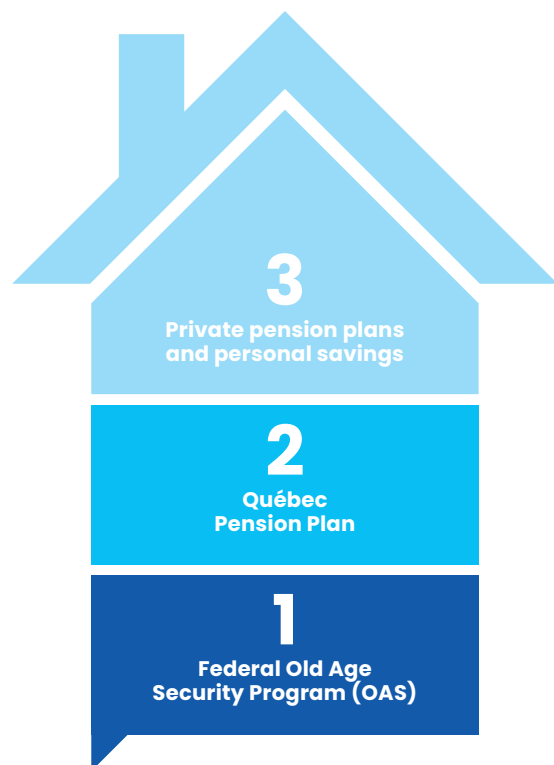 3
Private pension plans
and personal savings
2
Québec
Pension Plan
1
Federal Old Age
Security Program (OAS)